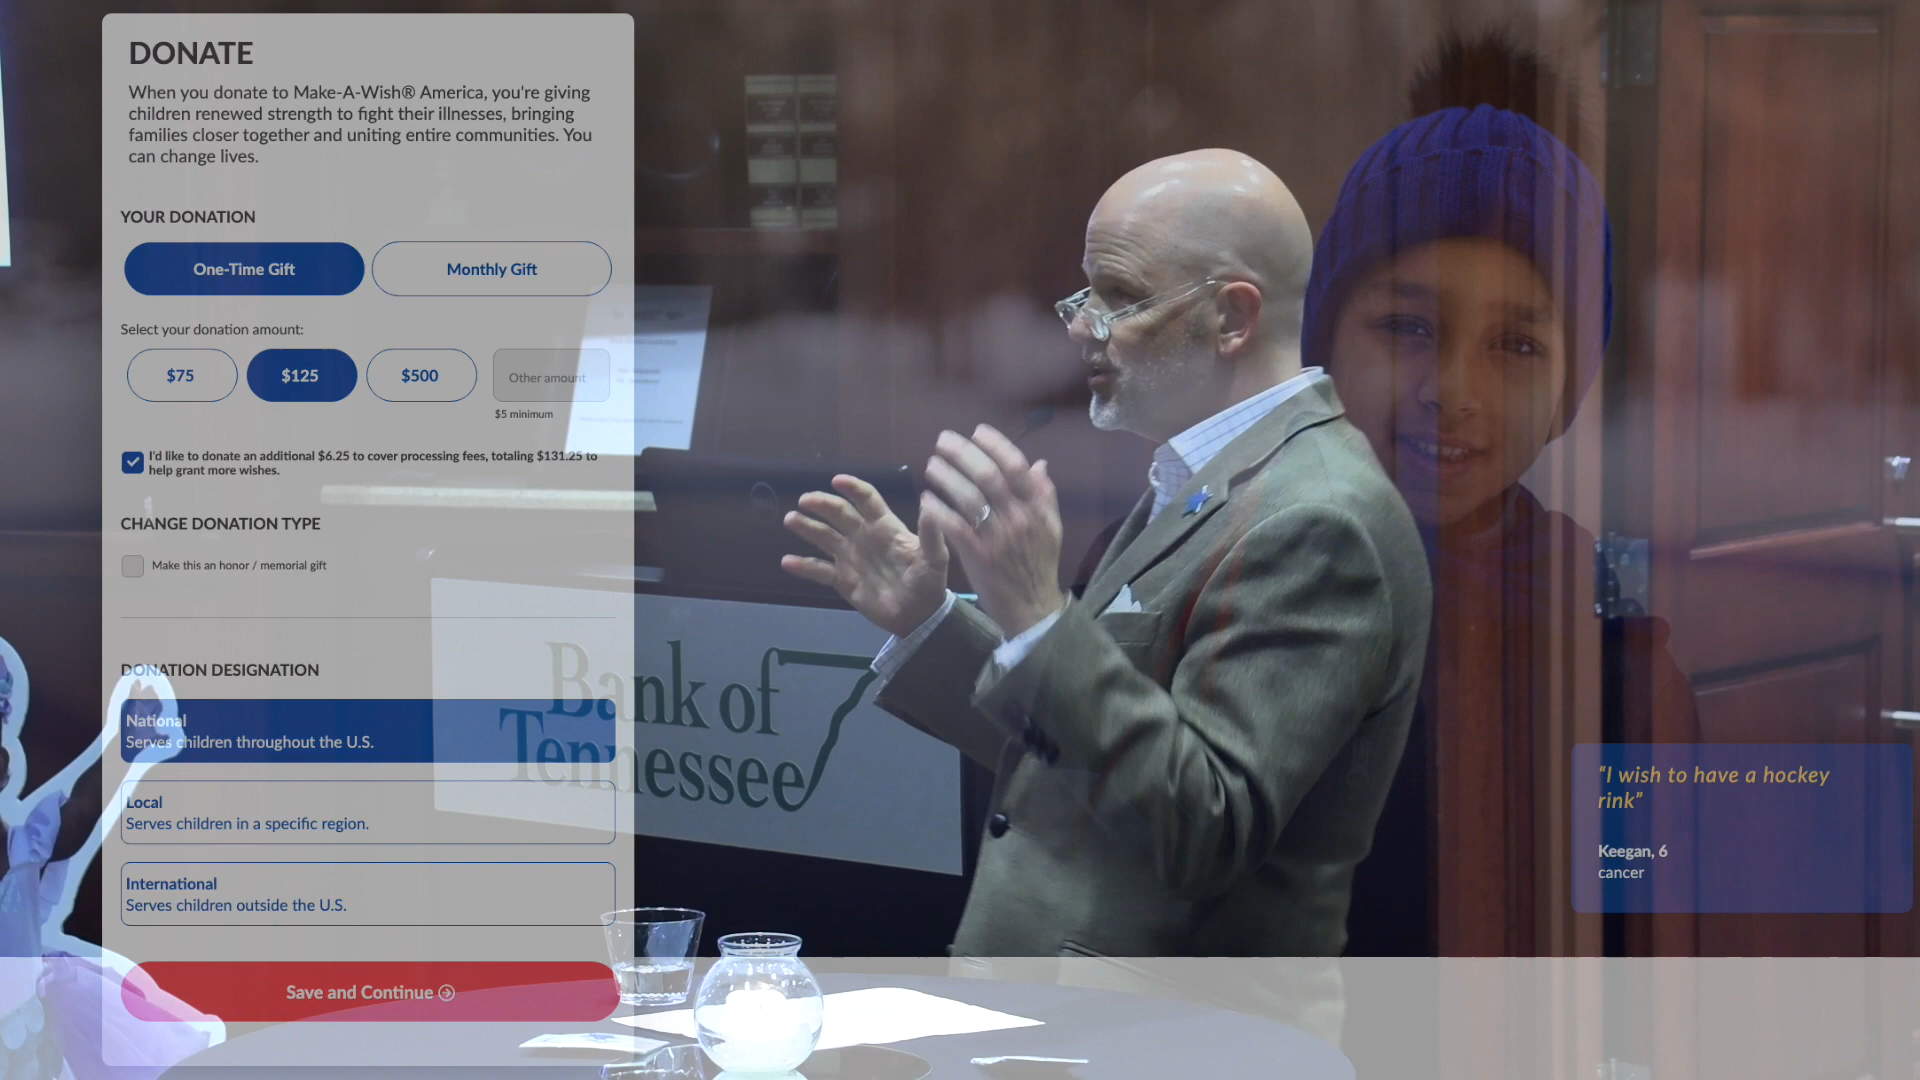 DONATE
When you donate to Make-A-Wish® America, you're giving
children renewed strength to fight their illnesses, bringing
families closer together and uniting entire communities. You
can change lives.
YOUR DONATION
One-Time Gift
Monthly Gift
Select your donation amount:
$75
$125
$500
Other amount
$5 minimum
I'd like to donate an additional $6.25 to cover processing fees, totaling $131.25 to
help grant more wishes.
CHANGE DONATION TYPE
Make this an honor / memorial gift
DONATION DESIGNATION
National
Serves children throughout the U.S.
Local
Serves children in a specific region.
International
Serves children outside the U.S.
Save and Continue
Bank of
Tennessee
“I wish to have a hockey
rink”
Keegan, 6
cancer